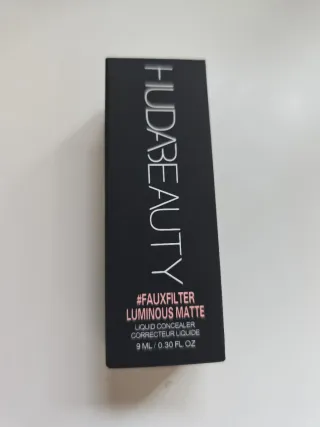 HUDABEAUTY
#FAUXFILTER
LUMINOUS MATTE
LIQUID CONCEALER
CORRECTEUR LIQUIDE
9 ML / 0.30 FL OZ